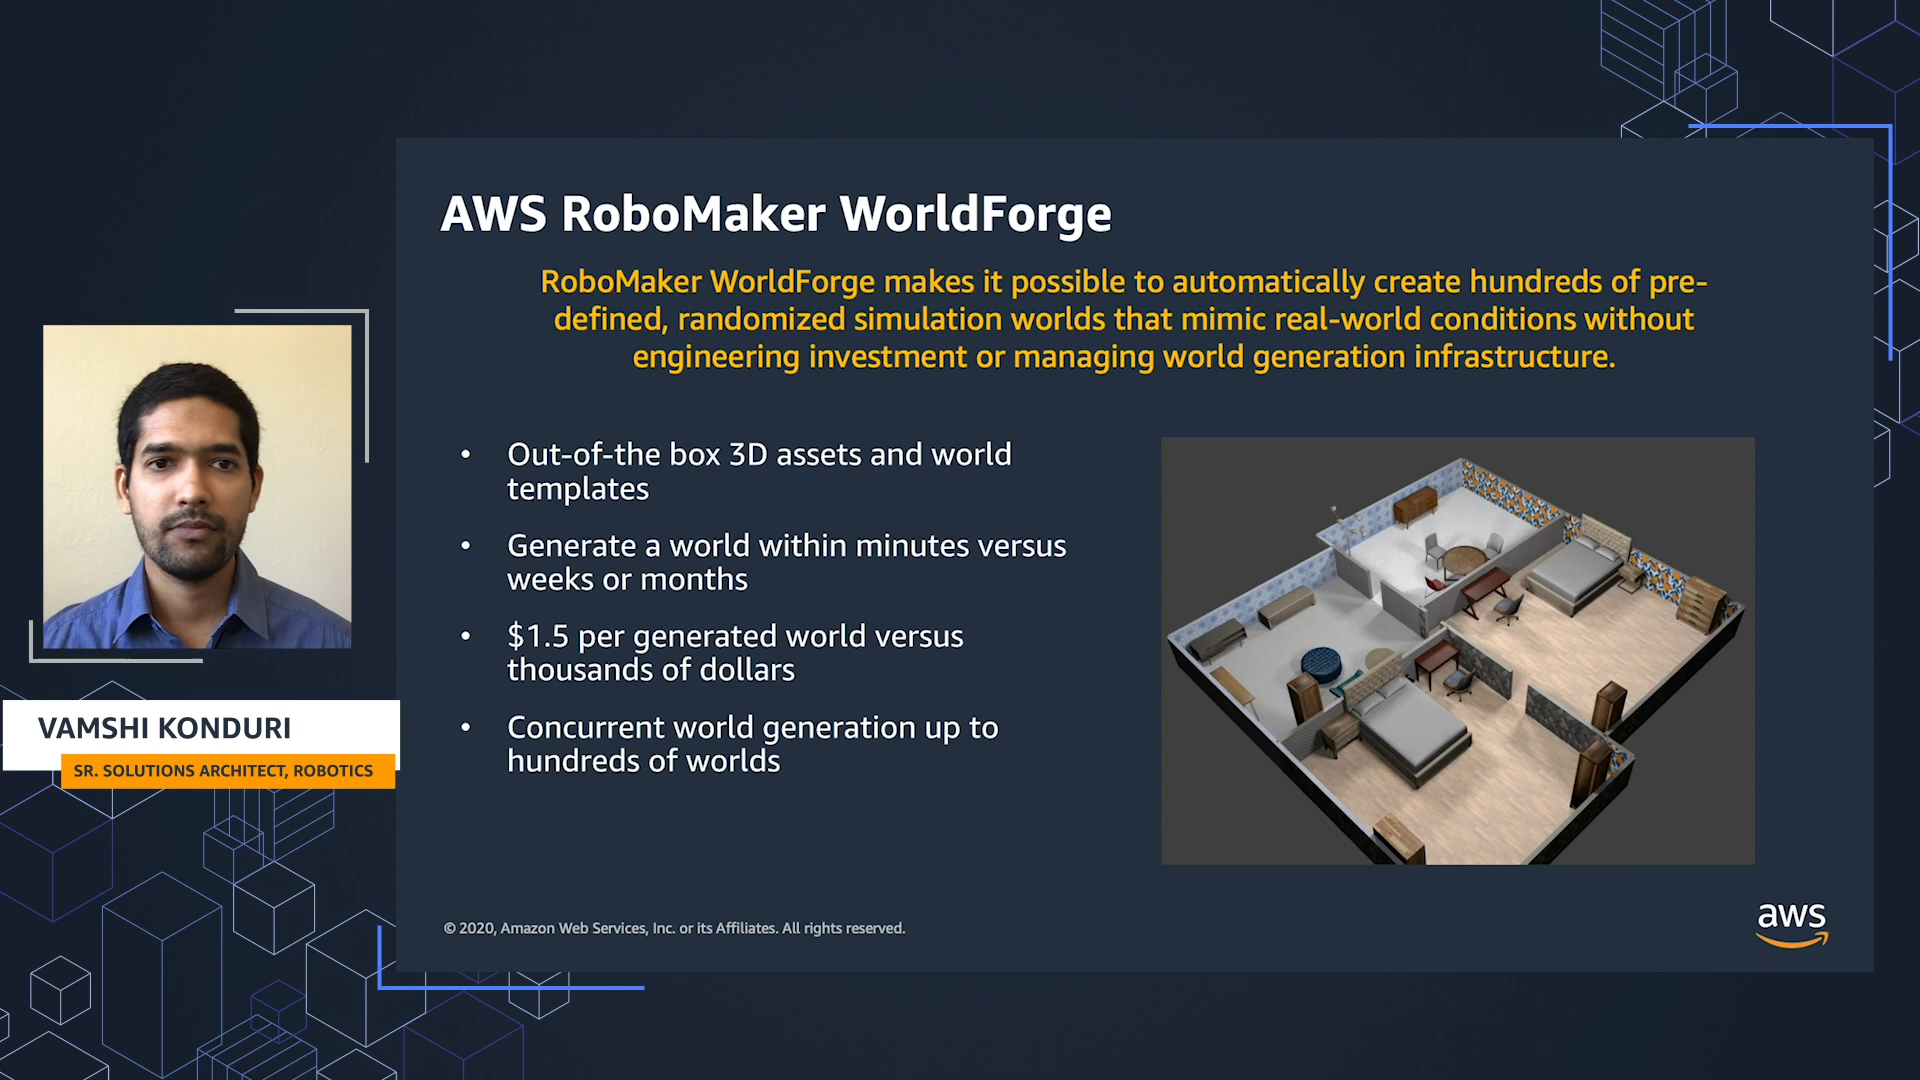 AWS RoboMaker WorldForge
RoboMaker WorldForge makes it possible to automatically create hundreds of pre-
defined, randomized simulation worlds that mimic real-world conditions without
engineering investment or managing world generation infrastructure.
• Out-of-the box 3D assets and world
templates
• Generate a world within minutes versus
weeks or months
• $1.5 per generated world versus
thousands of dollars
• Concurrent world generation up to
hundreds of worlds
VAMSHI KONDURI
SR. SOLUTIONS ARCHITECT, ROBOTICS
© 2020, Amazon Web Services, Inc. or its Affiliates. All rights reserved.
aws